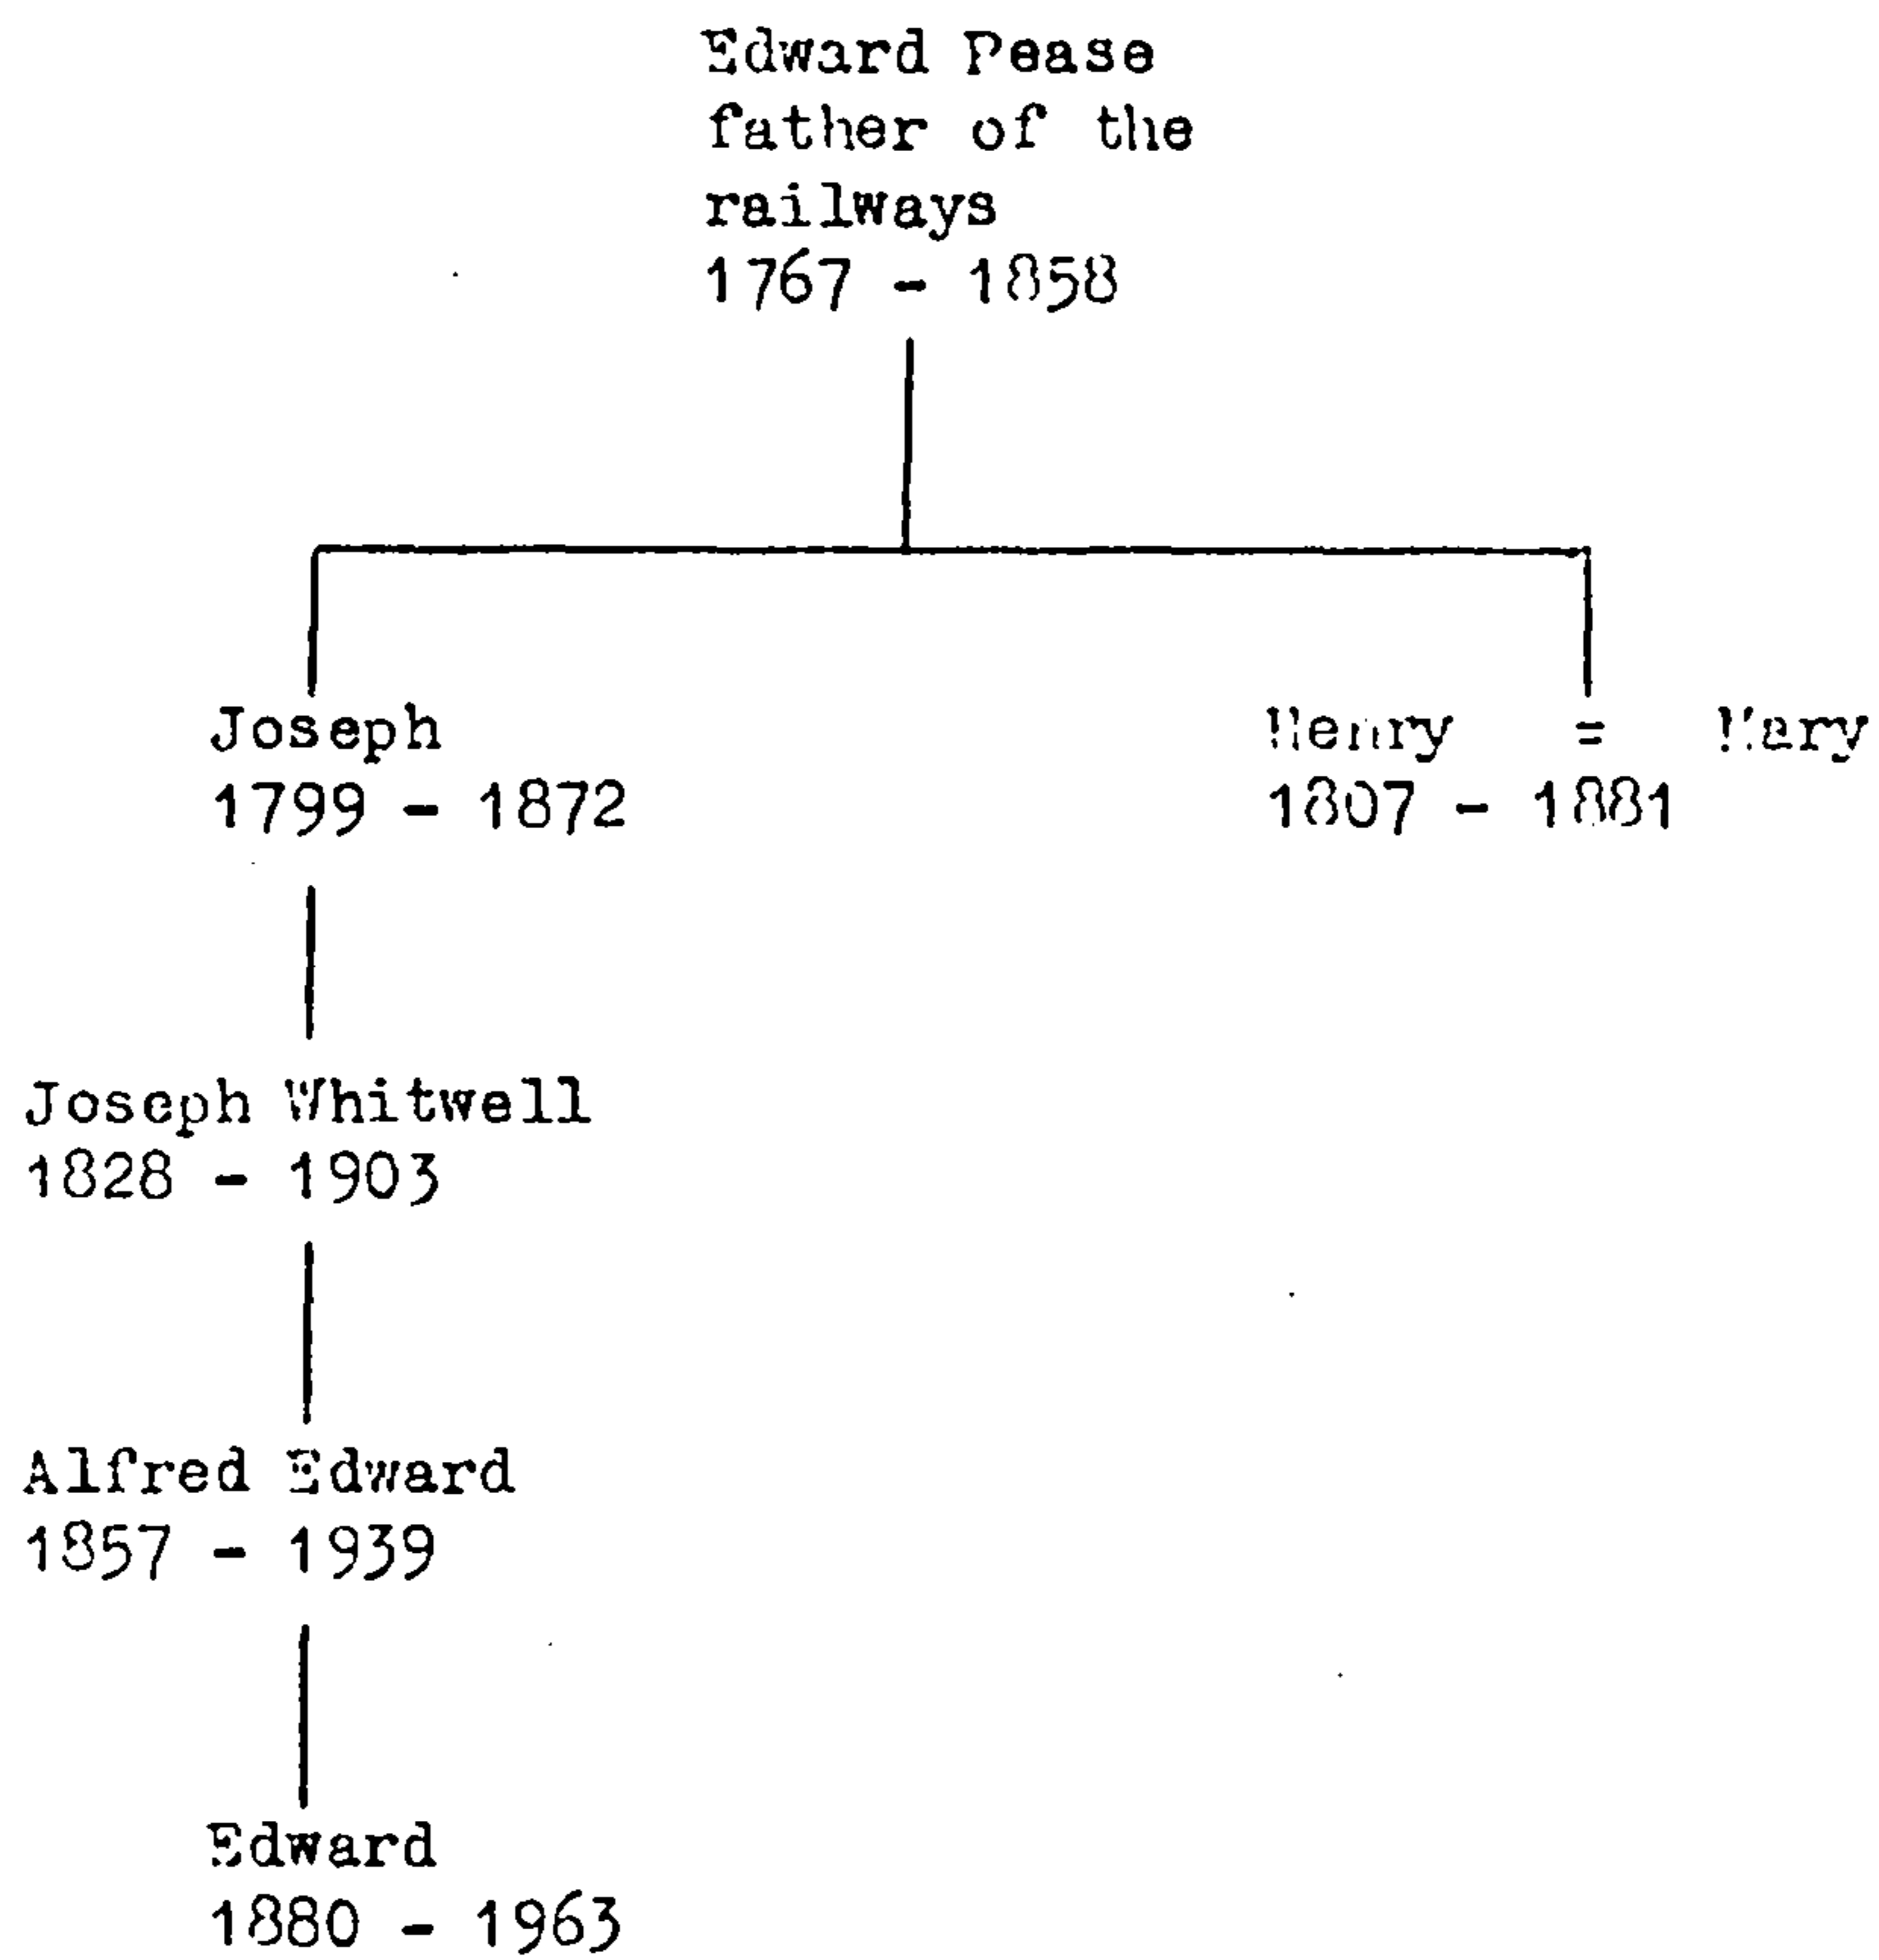 Edward Pease
father of the
railways
1767 - 1858
Joseph
1799 - 1872
Henry = Mary
1807 - 1881
Joseph Whitwell
1828 - 1903
Alfred Edward
1857 - 1939
Edward
1880 - 1963